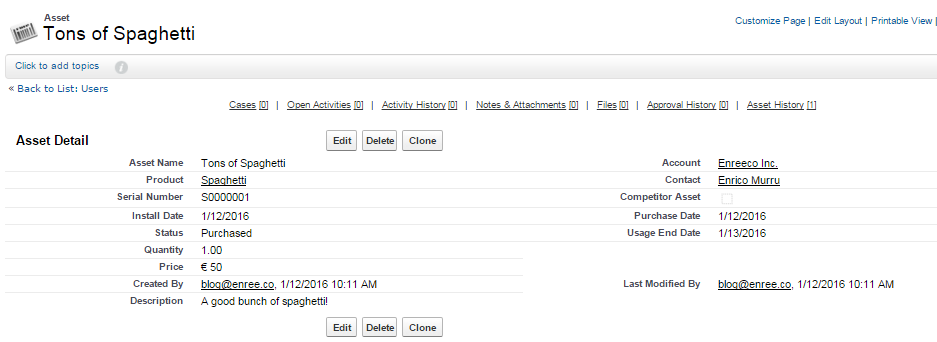 Asset
Tons of Spaghetti
Customize Page | Edit Layout | Printable View |
Click to add topics i
« Back to List: Users
Cases [0] | Open Activities [0] | Activity History [0] | Notes & Attachments [0] | Files [0] | Approval History [0] | Asset History [1]
Asset Detail Edit Delete Clone
Asset Name Tons of Spaghetti Account Enreeco Inc.
Product Spaghetti Contact Enrico Murru
Serial Number S0000001 Competitor Asset
Install Date 1/12/2016 Purchase Date 1/12/2016
Status Purchased Usage End Date 1/13/2016
Quantity 1.00
Price € 50
Created By blog@enree.co, 1/12/2016 10:11 AM Last Modified By blog@enree.co, 1/12/2016 10:11 AM
Description A good bunch of spaghetti!
Edit Delete Clone